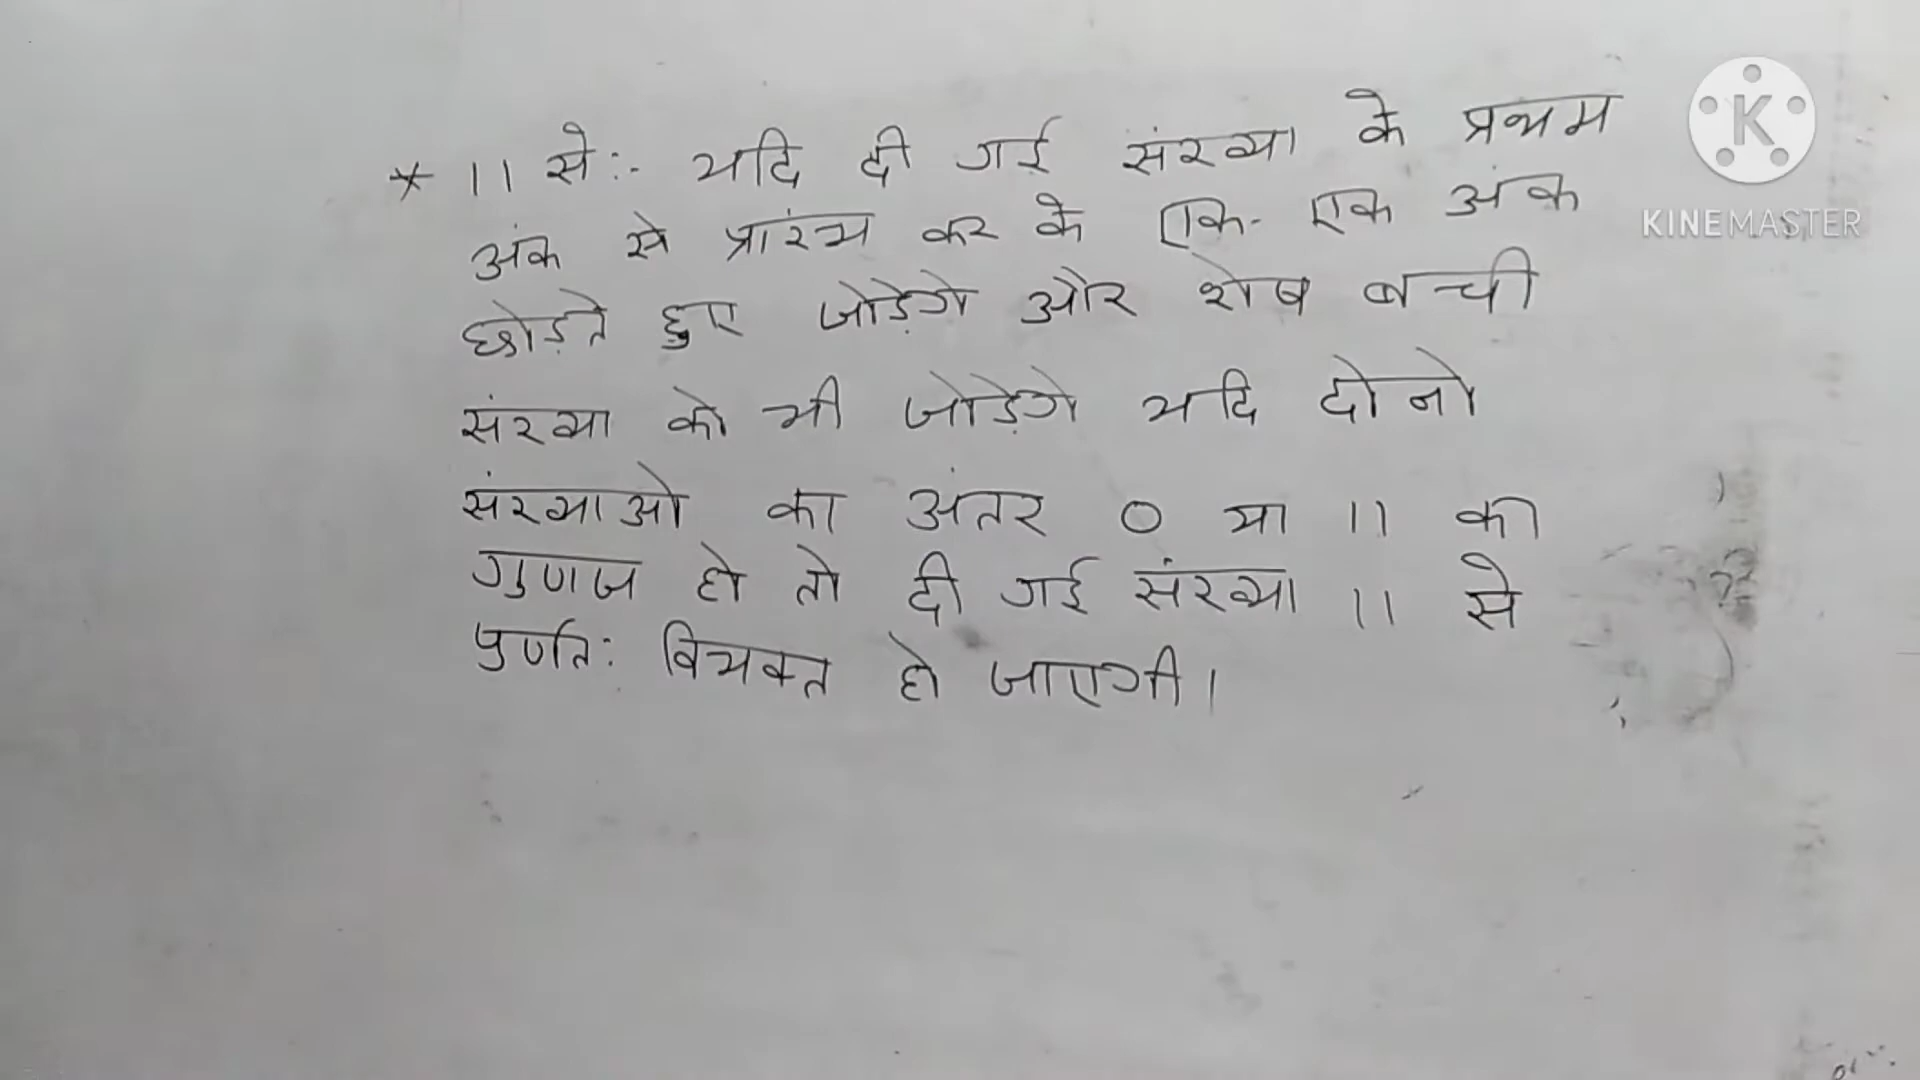 * 11 से:- यदि दी गई संख्या के प्रथम
अंक से प्रारंभ कर के एक- एक अंक
छोड़ते हुए जोड़ेगे और शेष बच्ची
संख्या को भी जोड़ेगे यदि दोनो
संख्याओ का अंतर 0 या 11 का
गुणज हो तो दी गई संख्या 11 से
पुर्णत: विभक्त हो जाएगी।
K
KINEMASTER